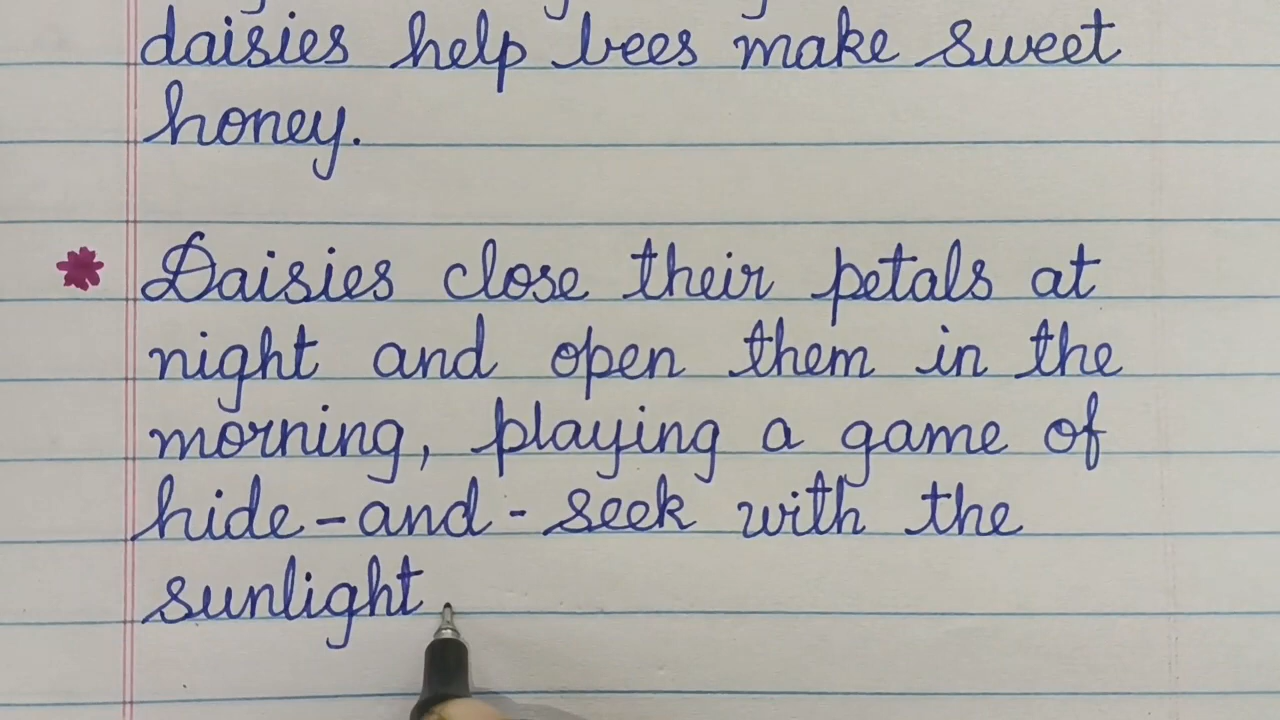 daisies help bees make sweet
honey.
Daisies close their petals at
night and open them in the
morning, playing a game of
hide-and-seek with the
sunlight